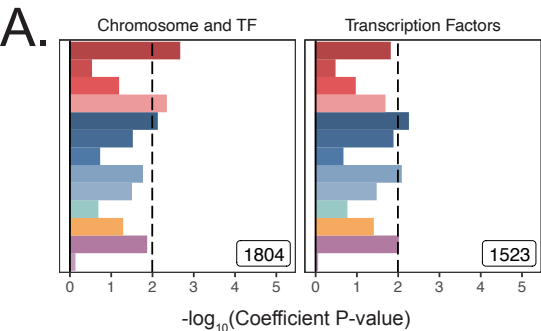 A.
Chromosome and TF
Transcription Factors
1804
1523
0 1 2 3 4 5
0 1 2 3 4 5
-log10(Coefficient P-value)